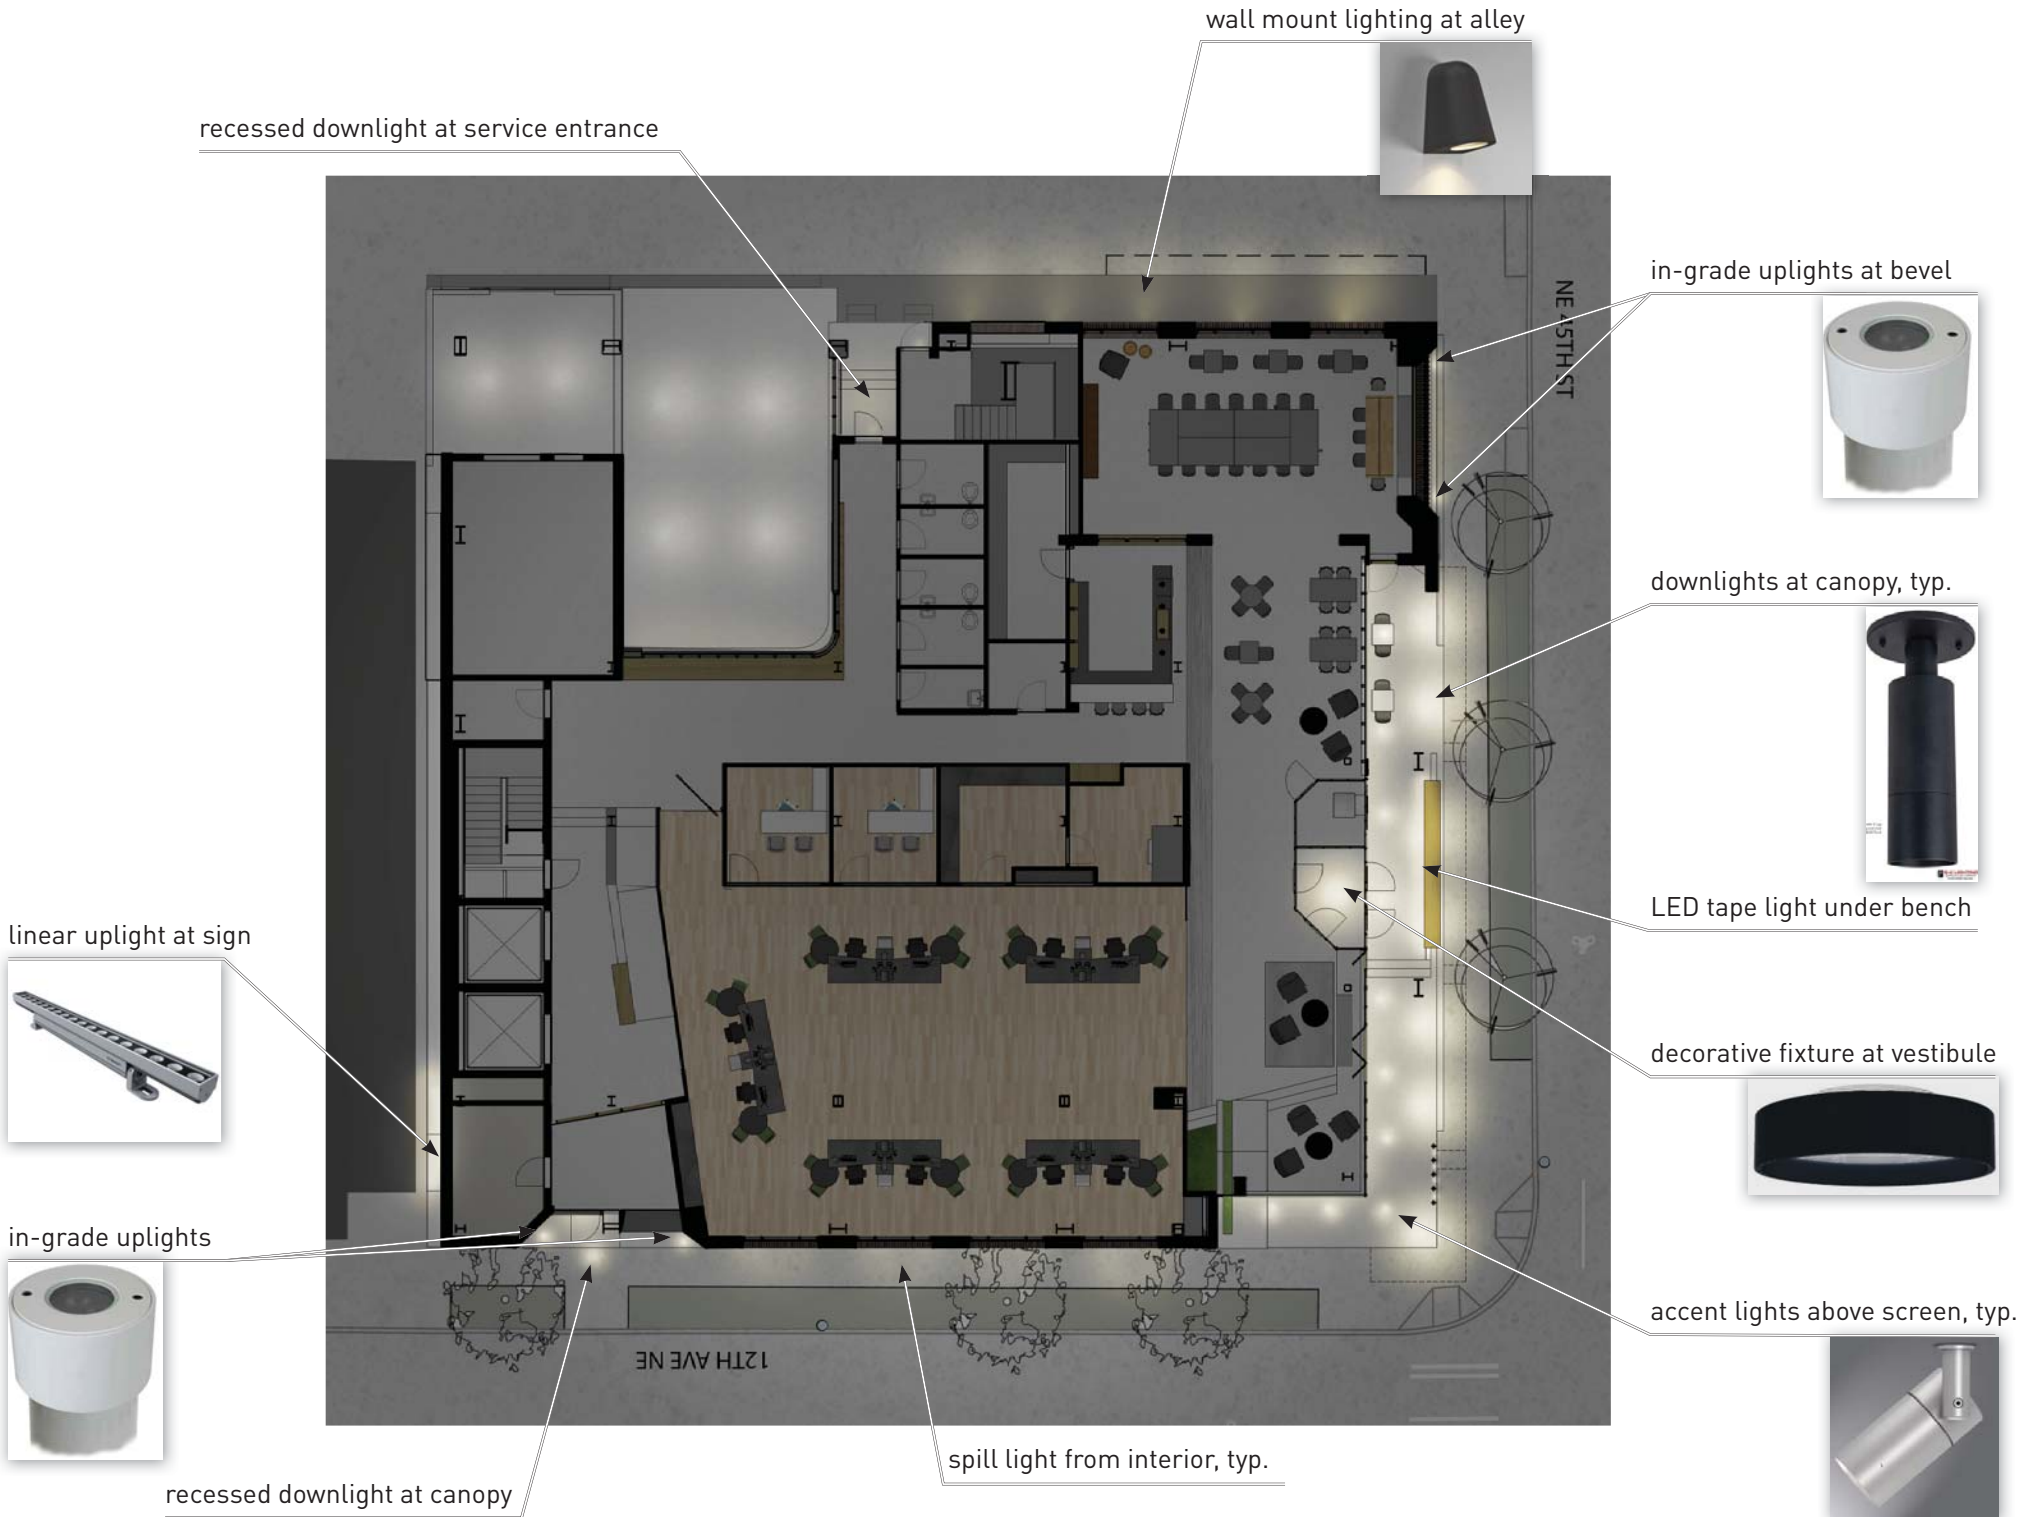 wall mount lighting at alley
recessed downlight at service entrance
in-grade uplights at bevel
NE 45TH ST
downlights at canopy, typ.
LED tape light under bench
linear uplight at sign
decorative fixture at vestibule
in-grade uplights
accent lights above screen, typ.
12TH AVE NE
spill light from interior, typ.
recessed downlight at canopy